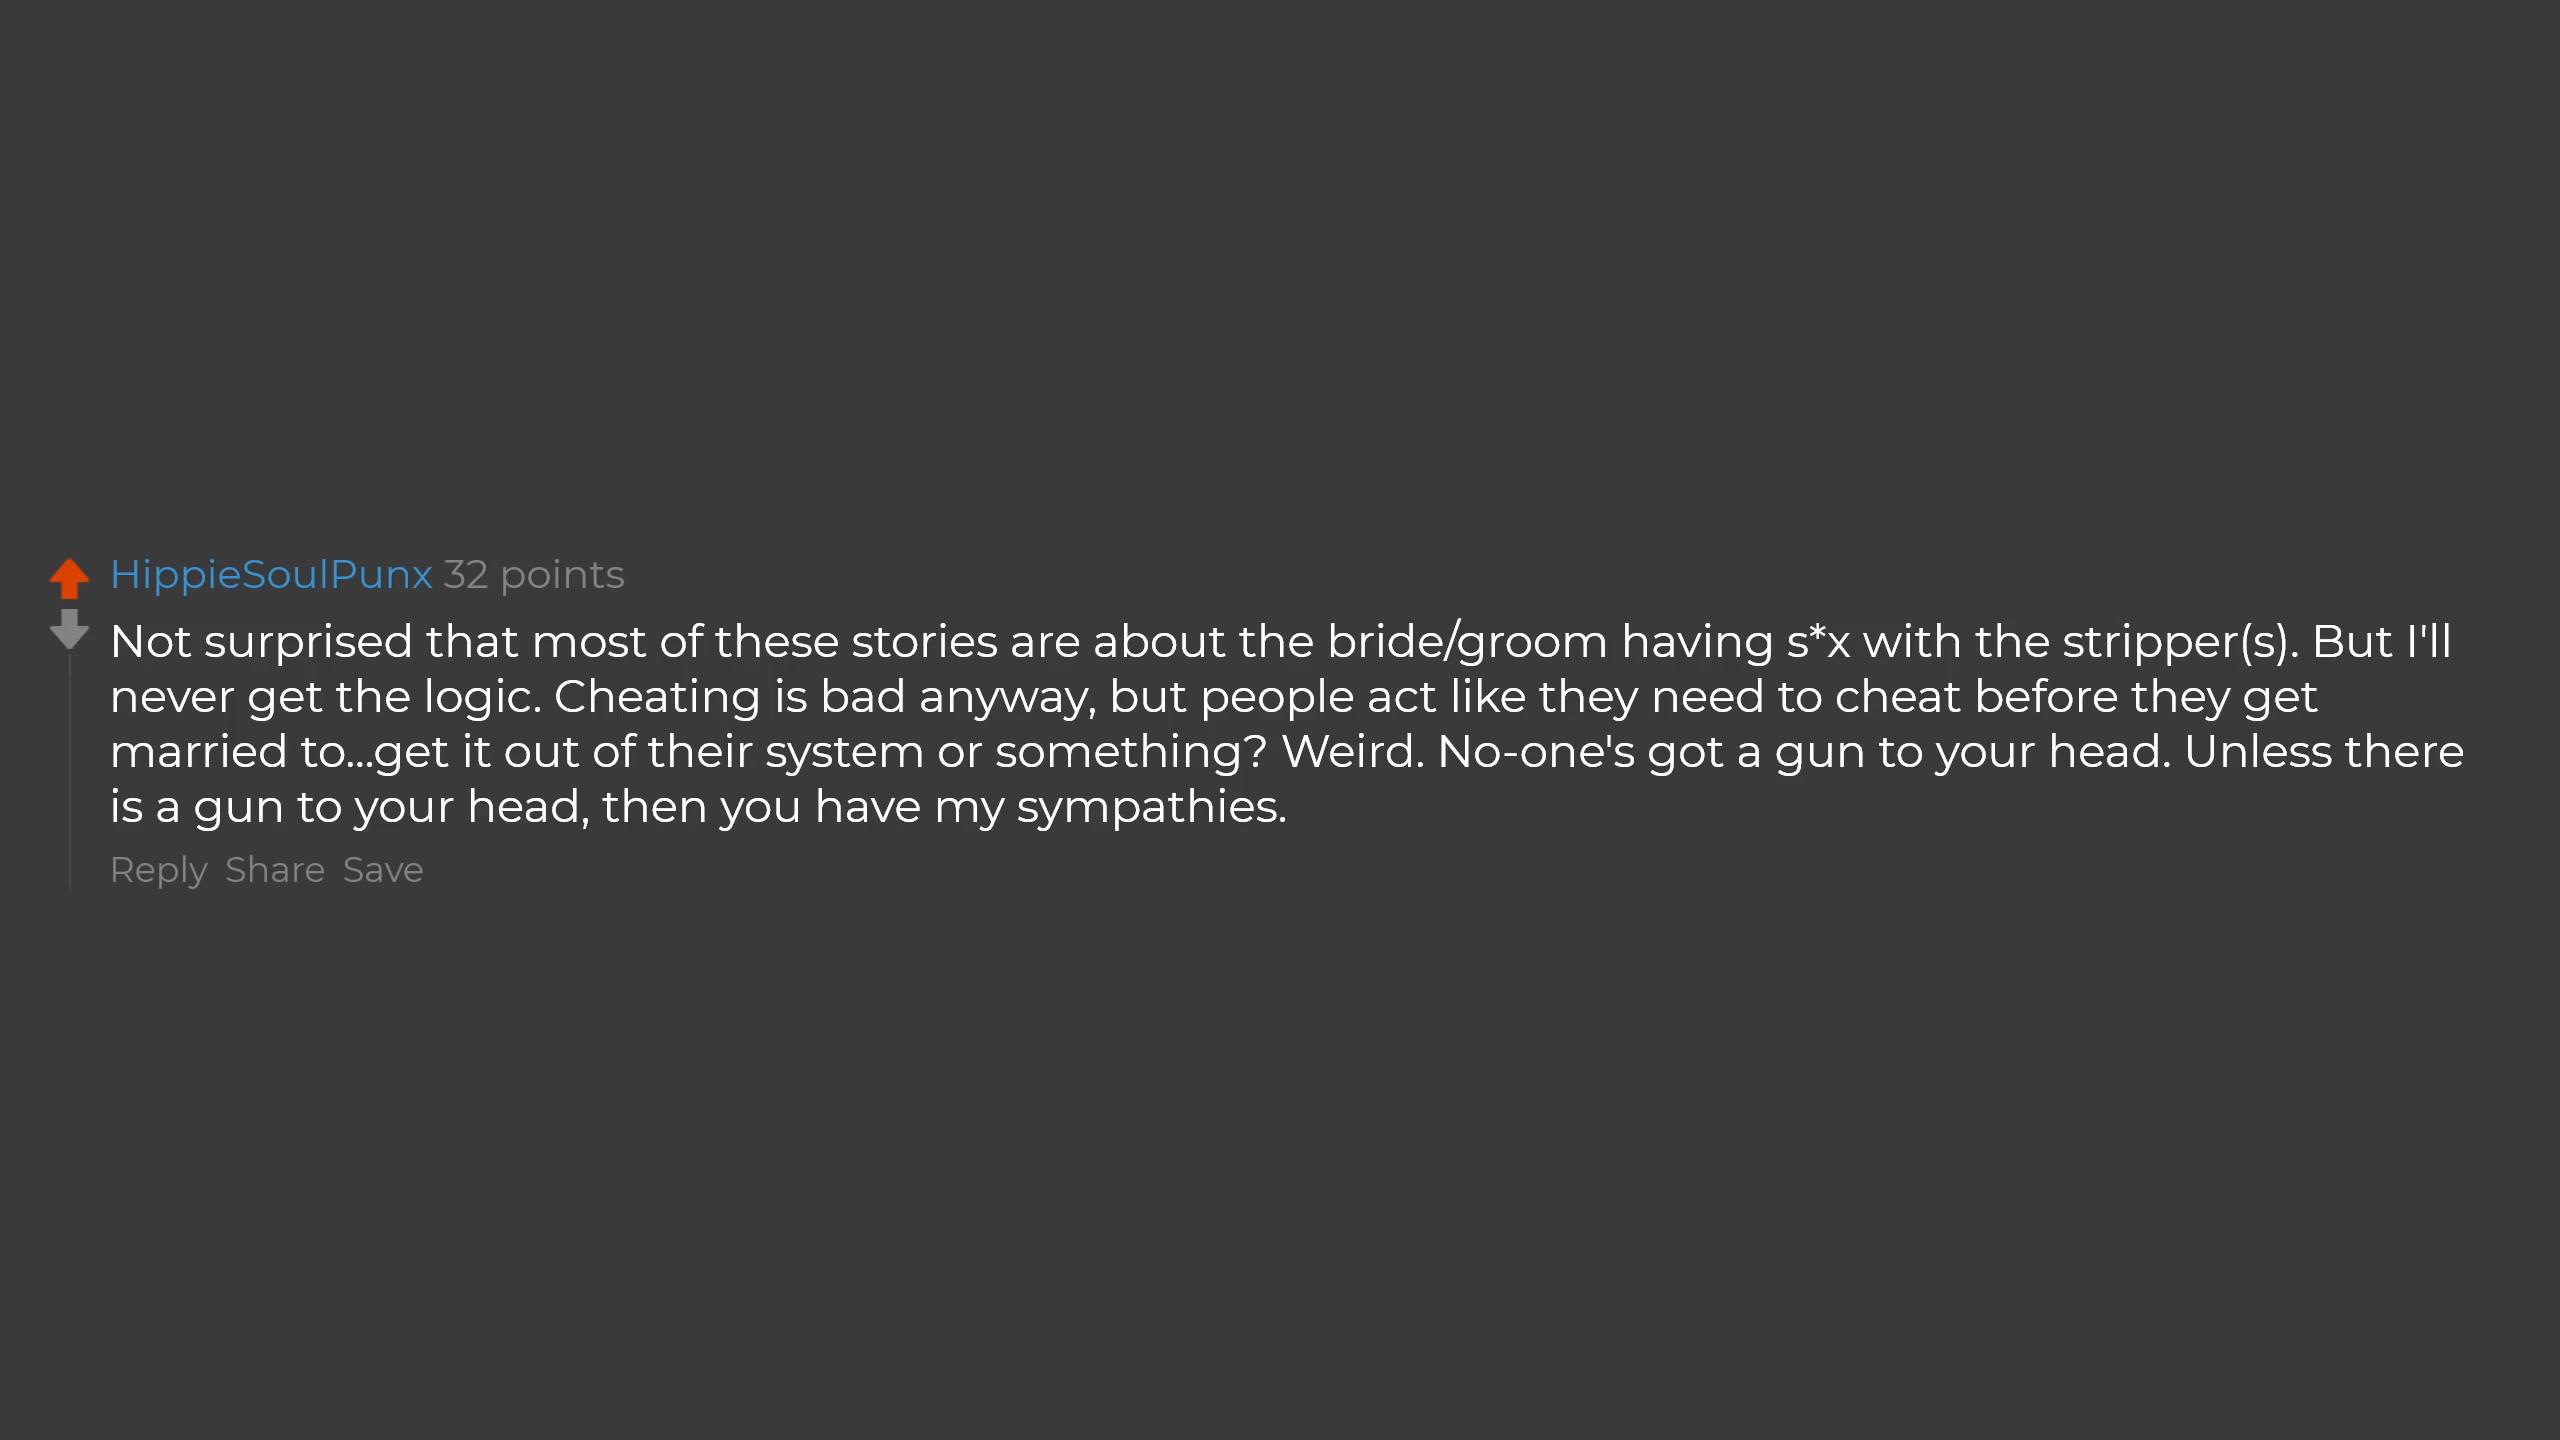 HippieSoulPunx 32 points
Not surprised that most of these stories are about the bride/groom having s*x with the stripper(s). But I'll
never get the logic. Cheating is bad anyway, but people act like they need to cheat before they get
married to...get it out of their system or something? Weird. No-one's got a gun to your head. Unless there
is a gun to your head, then you have my sympathies.
Reply Share Save